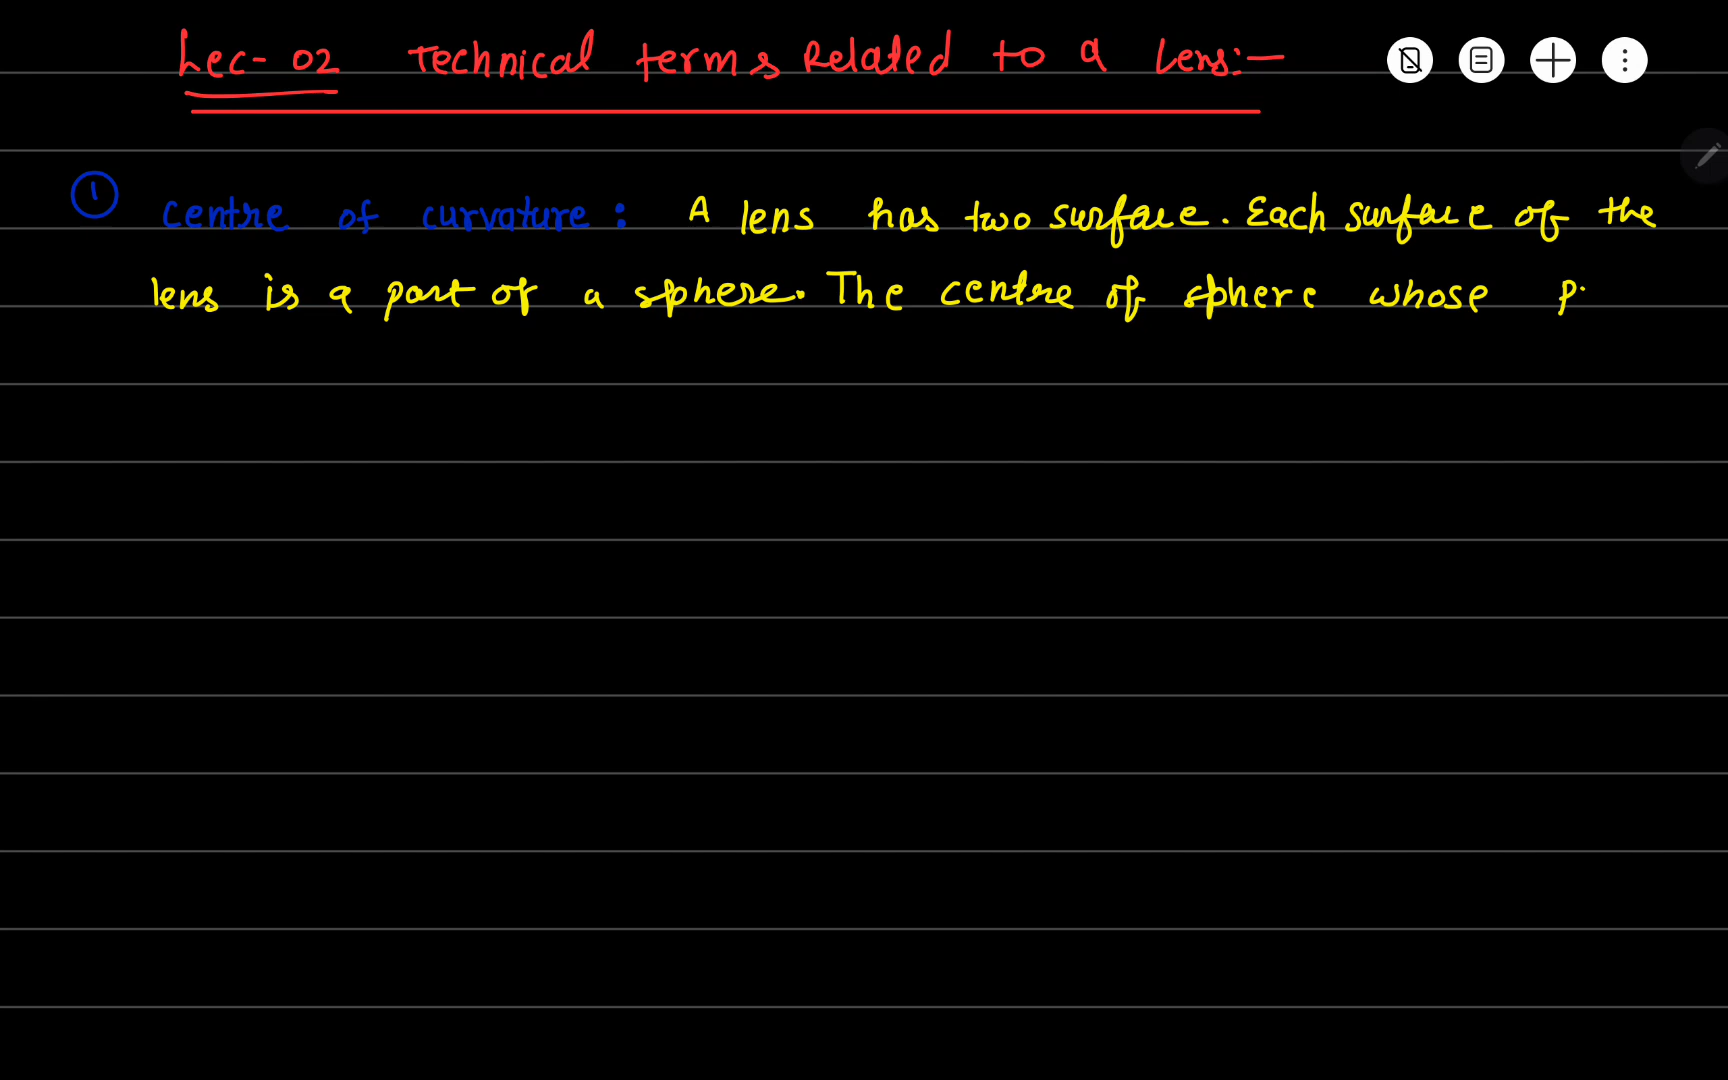 Lec- 02 Technical terms Related to a Lens:-
① Centre of curvature : A lens has two surface. Each surface of the
lens is a part of a sphere. The centre of sphere whose p